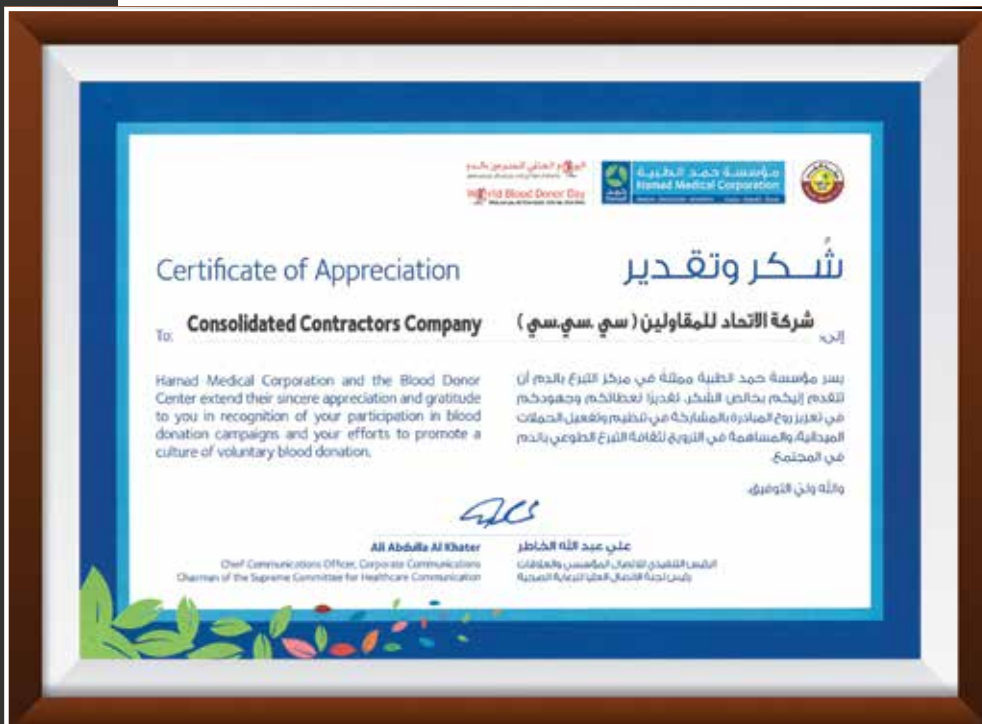 اليوم العالمي للمتبرعين بالدم
World Blood Donor Day
مؤسسة حمد الطبية
Hamad Medical Corporation
Certificate of Appreciation
شُكر وتقدير
To: Consolidated Contractors Company
إلى: شركة الاتحاد للمقاولين ( سي .سي.سي )
Hamad Medical Corporation and the Blood Donor
Center extend their sincere appreciation and gratitude
to you in recognition of your participation in blood
donation campaigns and your efforts to promote a
culture of voluntary blood donation.
يسر مؤسسة حمد الطبية ممثلة في مركز التبرع بالدم أن
تتقدم إليكم بخالص الشكر، تقديرًا لعطائكم وجهودكم
في تعزيز روح المبادرة بالمشاركة في تنظيم وتفعيل الحملات
الميدانية، والمساهمة في الترويج لثقافة التبرع الطوعي بالدم
في المجتمع.
والله ولي التوفيق،
Ali Abdulla Al Khater
Chief Communications Officer, Corporate Communications
Chairman of the Supreme Committee for Healthcare Communication
علي عبد الله الخاطر
الرئيس التنفيذي للاتصال المؤسسي والعلاقات
رئيس لجنة الاتصال العليا للرعاية الصحية